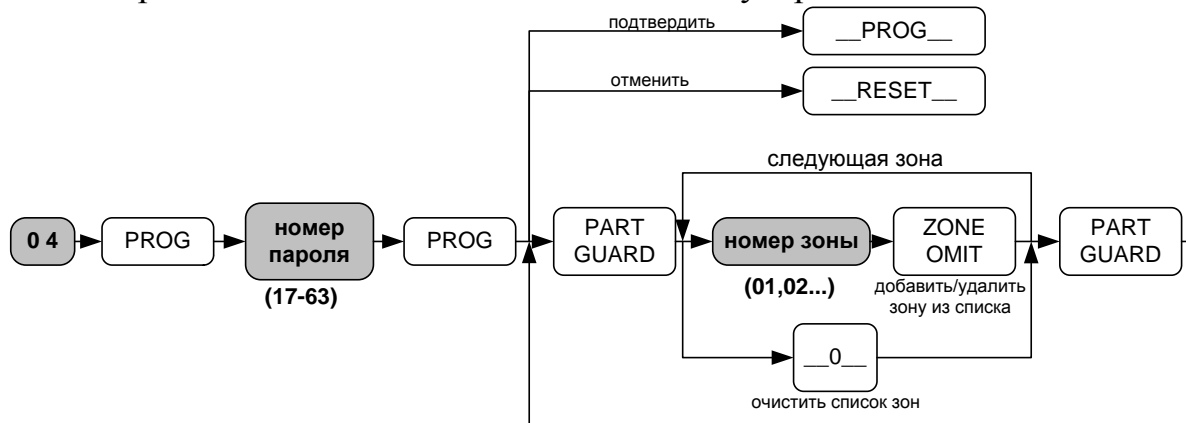 подтвердить
__PROG__
отменить
__RESET__
следующая зона
0 4
PROG
номер
пароля
(17-63)
PROG
PART
GUARD
номер зоны
(01,02...)
ZONE
OMIT
добавить/удалить
зону из списка
PART
GUARD
__0__
очистить список зон